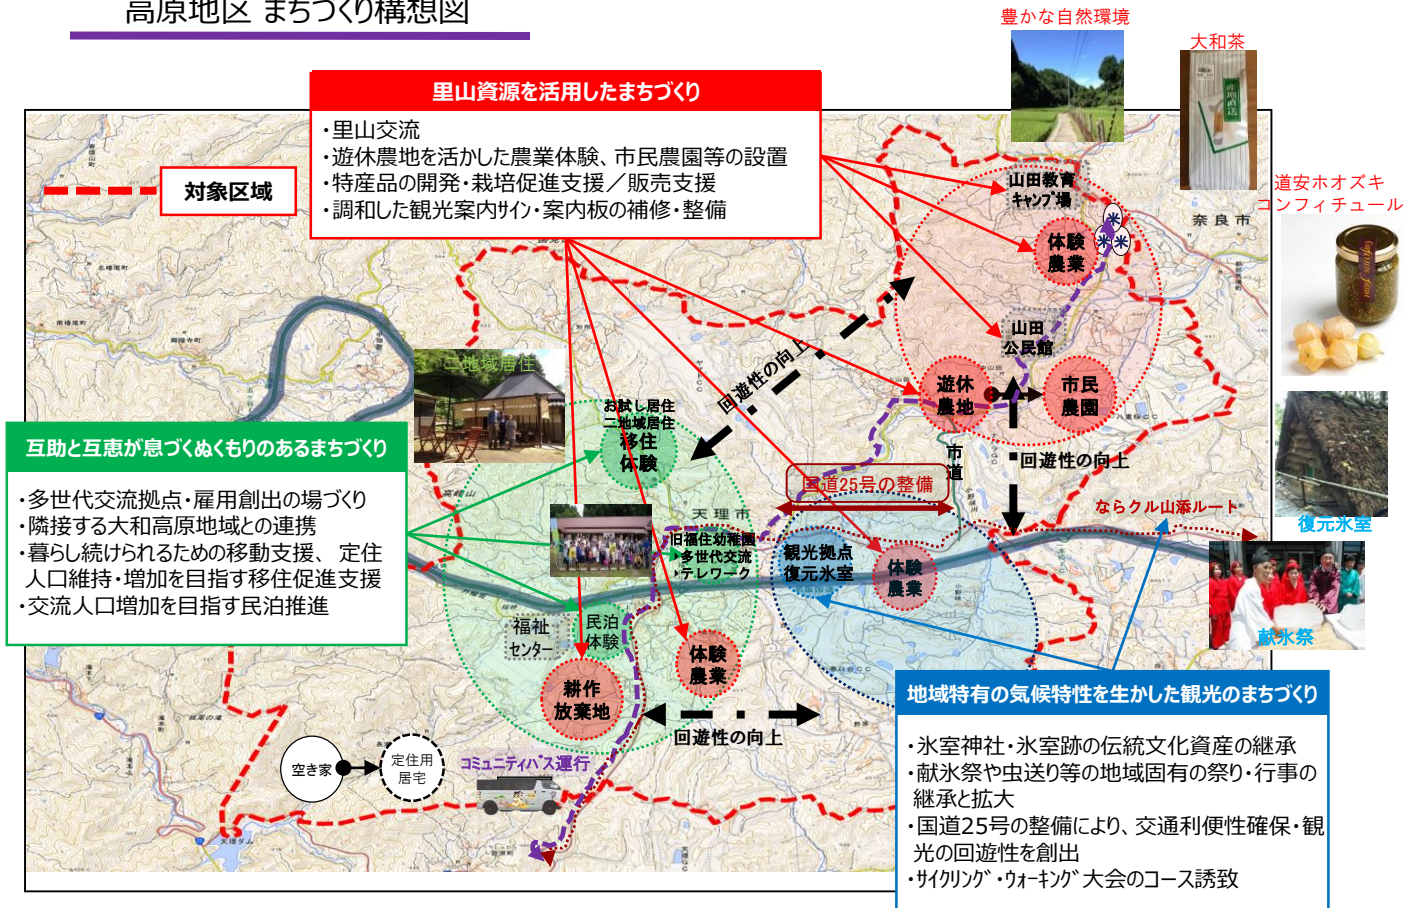 高原地区 まちづくり構想図
豊かな自然環境
大和茶
里山資源を活用したまちづくり
・里山交流
・遊休農地を活かした農業体験、市民農園等の設置
・特産品の開発・栽培促進支援／販売支援
・調和した観光案内サイン・案内板の補修・整備
対象区域
道安ホオズキ
コンフィチュール
産地直送
山田教育
キャンプ場
奈良市
米
米
米
体験
農業
山田
公民館
遊休
農地
市民
農園
回遊性の向上
二地域居住
お試し居住
二地域居住
移住
体験
市道
回遊性の向上
国道25号の整備
ならクル山添ルート
復元氷室
互助と互恵が息づくぬくもりのあるまちづくり
・多世代交流拠点・雇用創出の場づくり
・隣接する大和高原地域との連携
・暮らし続けられるための移動支援、 定住
人口維持・増加を目指す移住促進支援
・交流人口増加を目指す民泊推進
天理市
旧福住幼稚園
・多世代交流
・テレワーク
観光拠点
復元氷室
体験
農業
献氷祭
福祉
センター
民泊
体験
体験
農業
耕作
放棄地
回遊性の向上
空き家
定住用
居宅
コミュニティバス運行
天理ダム
地域特有の気候特性を生かした観光のまちづくり
・氷室神社・氷室跡の伝統文化資産の継承
・献氷祭や虫送り等の地域固有の祭り・行事の
継承と拡大
・国道25号の整備により、交通利便性確保・観
光の回遊性を創出
・サイクリング・ウォーキング大会のコース誘致